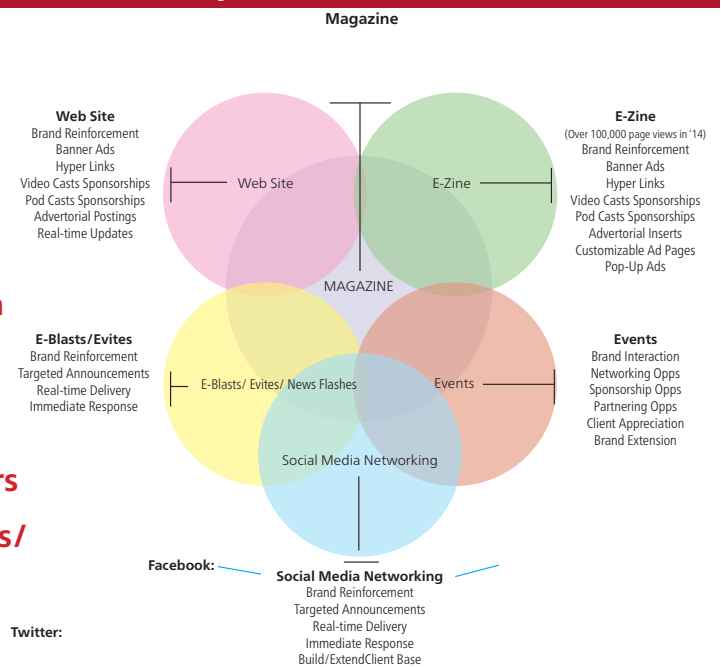 Magazine
Web Site
Brand Reinforcement
Banner Ads
Hyper Links
Video Casts Sponsorships
Pod Casts Sponsorships
Advertorial Postings
Real-time Updates
Web Site
E-Zine
E-Zine
(Over 100,000 page views in ’14)
Brand Reinforcement
Banner Ads
Hyper Links
Video Casts Sponsorships
Pod Casts Sponsorships
Advertorial Inserts
Customizable Ad Pages
Pop-Up Ads
MAGAZINE
E-Blasts/Evites
Brand Reinforcement
Targeted Announcements
Real-time Delivery
Immediate Response
E-Blasts/ Evites/ News Flashes
Events
Events
Brand Interaction
Networking Opps
Sponsorship Opps
Partnering Opps
Client Appreciation
Brand Extension
rs
s/
Social Media Networking
Facebook:
Social Media Networking
Brand Reinforcement
Targeted Announcements
Real-time Delivery
Immediate Response
Build/ExtendClient Base
Twitter: